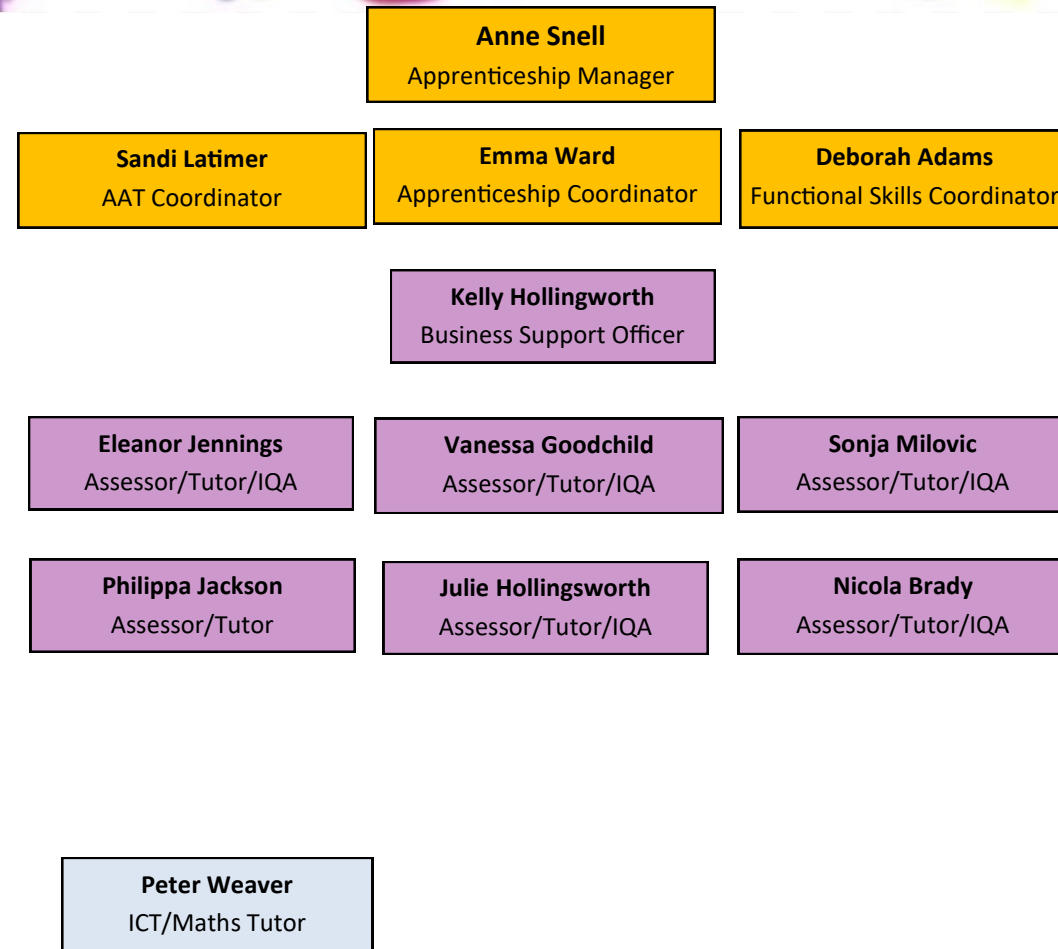 Anne Snell
Apprenticeship Manager
Sandi Latimer
AAT Coordinator
Emma Ward
Apprenticeship Coordinator
Deborah Adams
Functional Skills Coordinator
Kelly Hollingworth
Business Support Officer
Eleanor Jennings
Assessor/Tutor/IQA
Vanessa Goodchild
Assessor/Tutor/IQA
Sonja Milovic
Assessor/Tutor/IQA
Philippa Jackson
Assessor/Tutor
Julie Hollingsworth
Assessor/Tutor/IQA
Nicola Brady
Assessor/Tutor/IQA
Peter Weaver
ICT/Maths Tutor